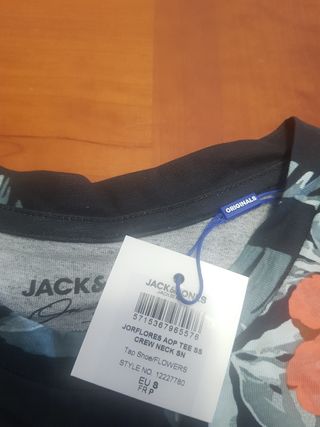 ORIGINALS
JACK&
JACK&JONES
5715367965578
JORFLORES AOP TEE SS
CREW NECK SN
Tap Shoe/FLOWERS
STYLE NO. 12227780
EU S
FR P